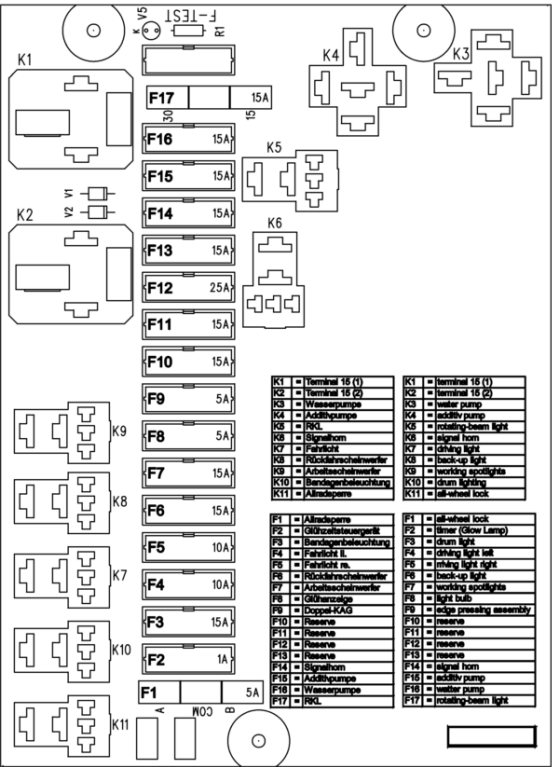 V5
K
F-TEST
R1
K1
K4
K3
F17 15A
30
15
F16 15A
K5
F15 15A
V1
V2
F14 15A
K2
K6
F13 15A
F12 25A
F11 15A
F10 15A
F9 5A
K9
F8 5A
F7 15A
K8
F6 15A
F5 10A
K7
F4 10A
F3 15A
K10
F2 1A
F1 5A
A
COM
B
K11
K1 = Terminal 15 (1)
K2 = Terminal 15 (2)
K3 = Wasserpumpe
K4 = Additivpumpe
K5 = RKL
K6 = Signalhorn
K7 = Fahrlicht
K8 = Rückfahrscheinwerfer
K9 = Arbeitsscheinwerfer
K10 = Bandagenbeleuchtung
K11 = Allradsperre
K1 = terminal 15 (1)
K2 = terminal 15 (2)
K3 = water pump
K4 = additiv pump
K5 = rotating-beam light
K6 = signal horn
K7 = driving light
K8 = back-up light
K9 = working spotlights
K10 = drum lighting
K11 = all-wheel lock
F1 = Allradsperre
F2 = Glühzeitsteuergerät
F3 = Bandagenbeleuchtung
F4 = Fahrlicht li.
F5 = Fahrlicht re.
F6 = Rückfahrscheinwerfer
F7 = Arbeitsscheinwerfer
F8 = Glühanzeige
F9 = Doppel-KAG
F10 = Reserve
F11 = Reserve
F12 = Reserve
F13 = Reserve
F14 = Signalhorn
F15 = Additivpumpe
F16 = Wasserpumpe
F17 = RKL
F1 = all-wheel lock
F2 = timer (Glow Lamp)
F3 = drum light
F4 = driving light left
F5 = rriving light right
F6 = back-up light
F7 = working spotlights
F8 = light bulb
F9 = edge pressing assembly
F10 = reserve
F11 = reserve
F12 = reserve
F13 = reserve
F14 = signal horn
F15 = additiv pump
F16 = watter pump
F17 = rotating-beam light